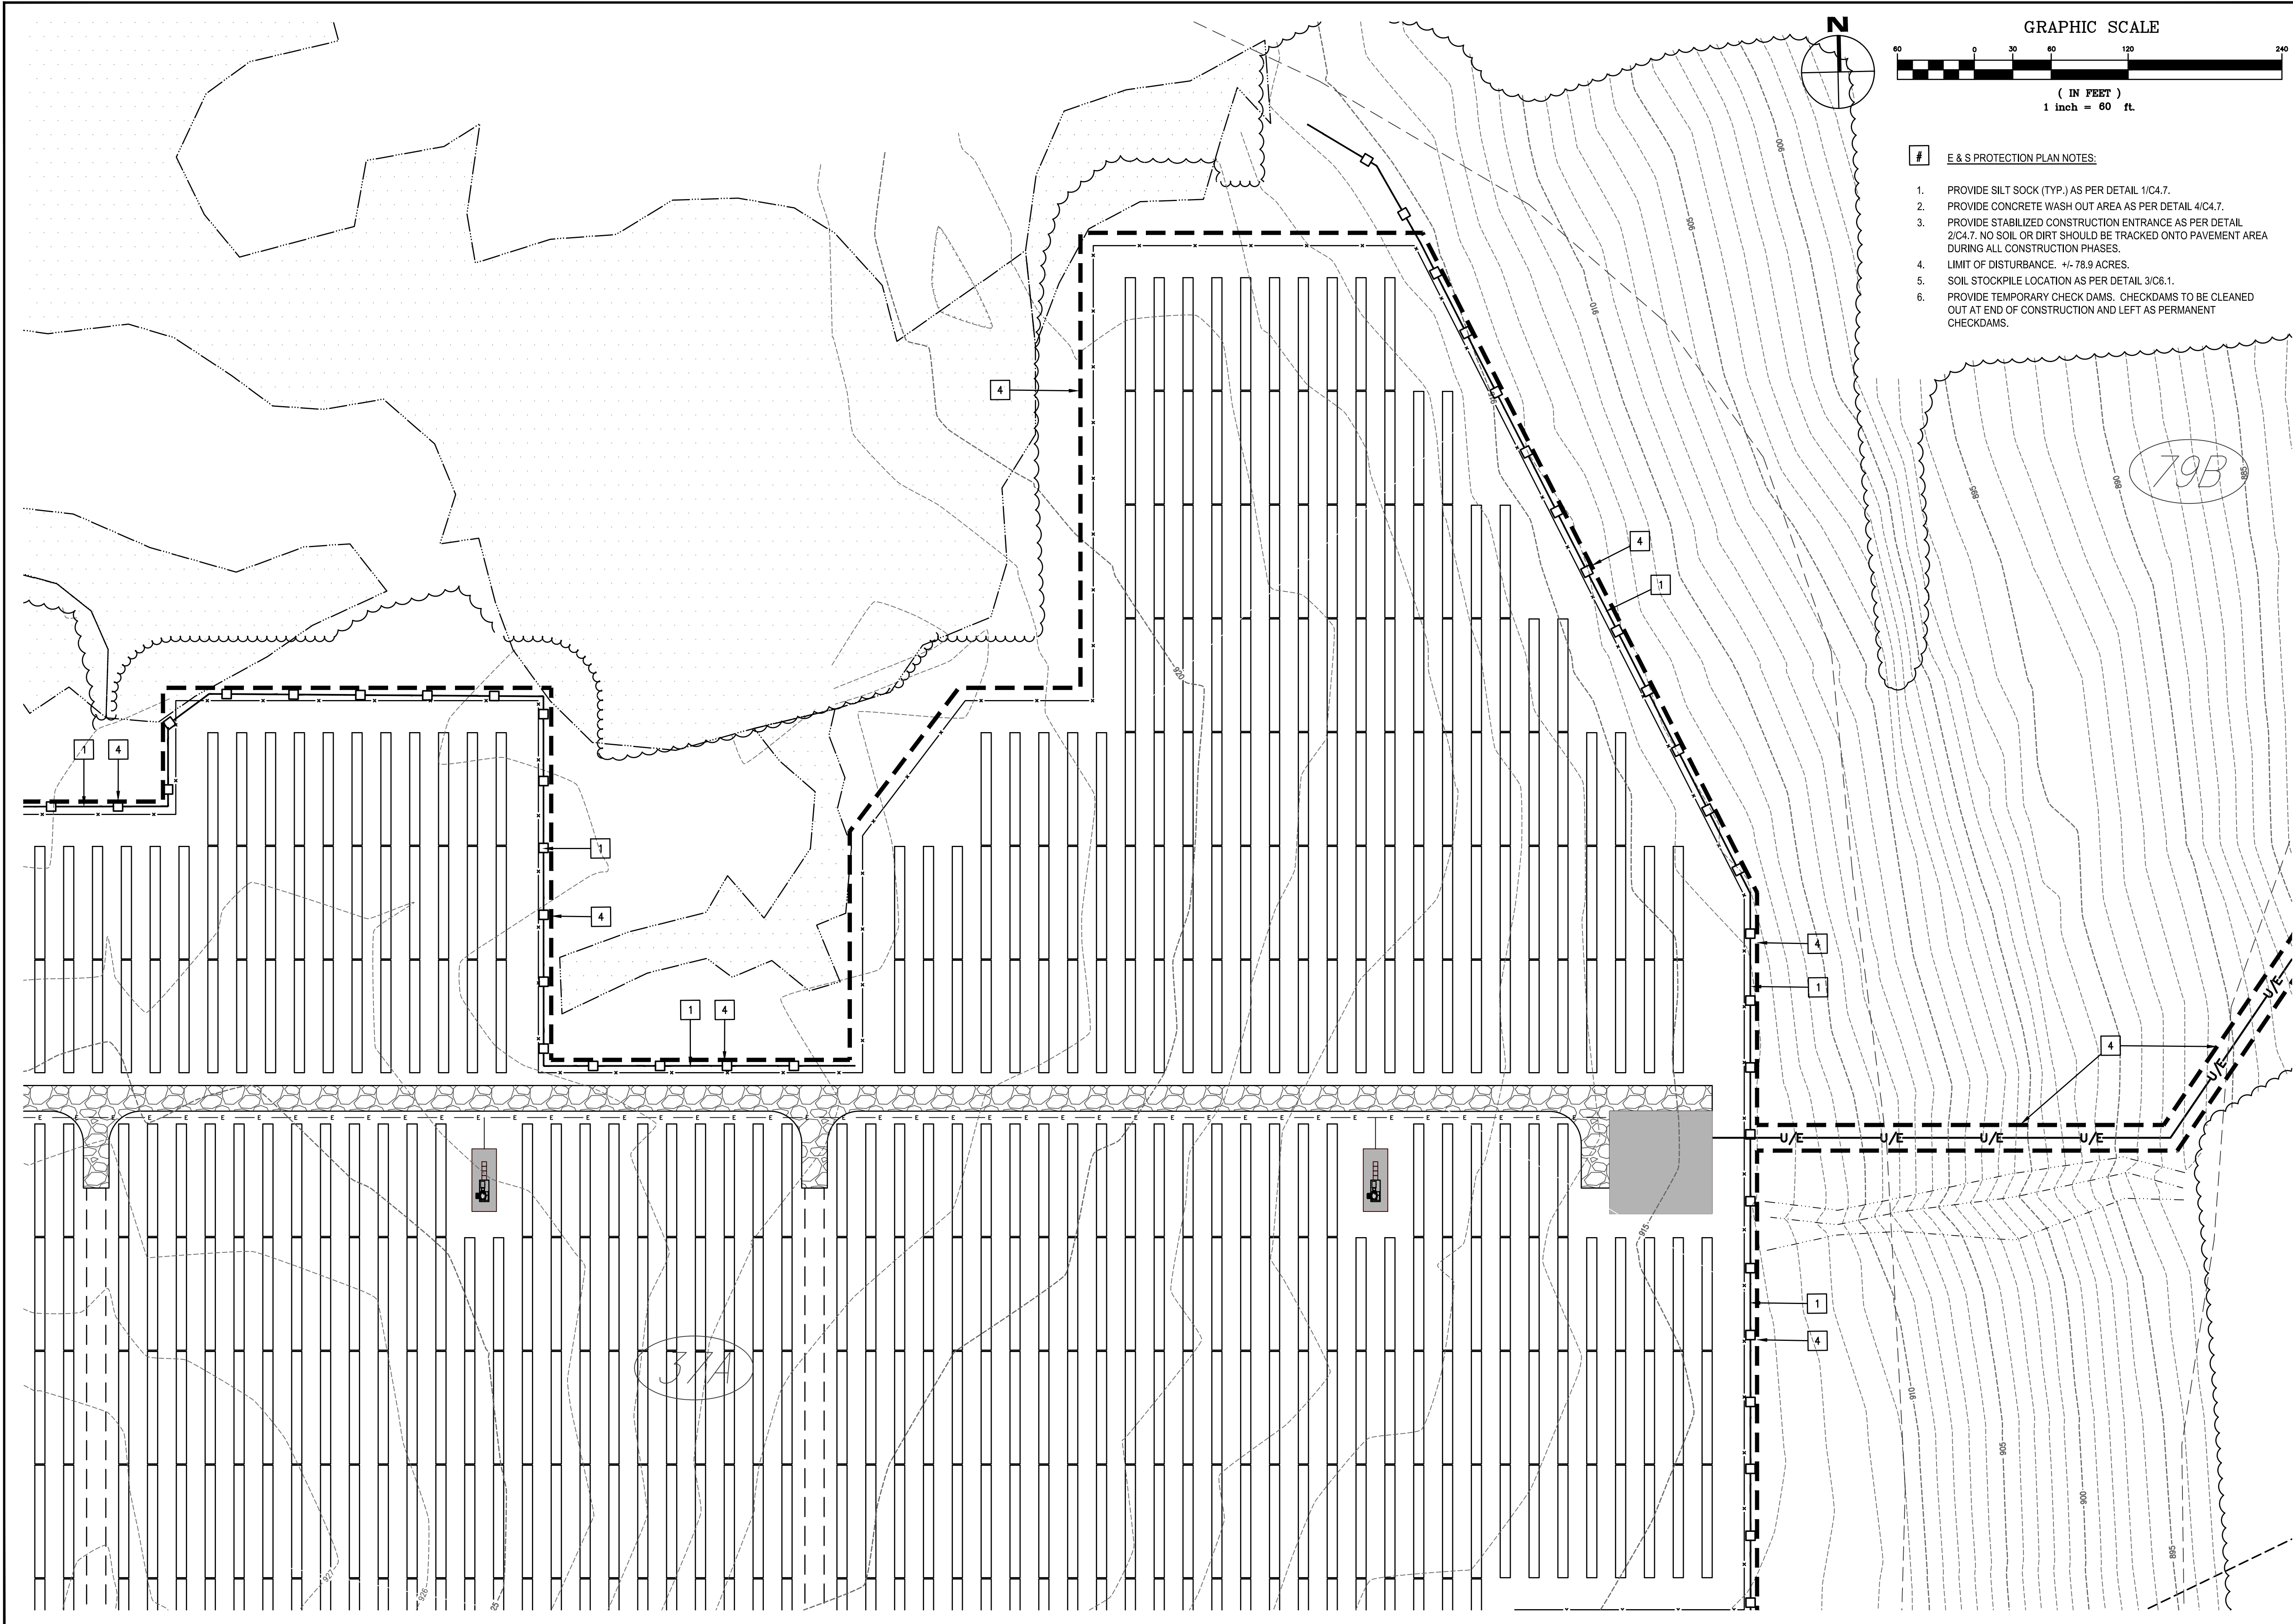 N
GRAPHIC SCALE
60 0 30 60 120 240
( IN FEET )
1 inch = 60 ft.
# E & S PROTECTION PLAN NOTES:
1. PROVIDE SILT SOCK (TYP.) AS PER DETAIL 1/C4.7.
2. PROVIDE CONCRETE WASH OUT AREA AS PER DETAIL 4/C4.7.
3. PROVIDE STABILIZED CONSTRUCTION ENTRANCE AS PER DETAIL
2/C4.7. NO SOIL OR DIRT SHOULD BE TRACKED ONTO PAVEMENT AREA
DURING ALL CONSTRUCTION PHASES.
4. LIMIT OF DISTURBANCE. +/- 78.9 ACRES.
5. SOIL STOCKPILE LOCATION AS PER DETAIL 3/C6.1.
6. PROVIDE TEMPORARY CHECK DAMS. CHECKDAMS TO BE CLEANED
OUT AT END OF CONSTRUCTION AND LEFT AS PERMANENT
CHECKDAMS.
900
905
910
915
4
79B
895
890
885
4
1
920
1 4
1
4
4
1
1 4
4
U/E
U/E
E E E E E E E E E E E E E E E E E E E E E E E E E E E E E E E E E E E E E E E E E
U/E U/E U/E U/E
915
1
4
37A
910
905
900
895
927
926
25